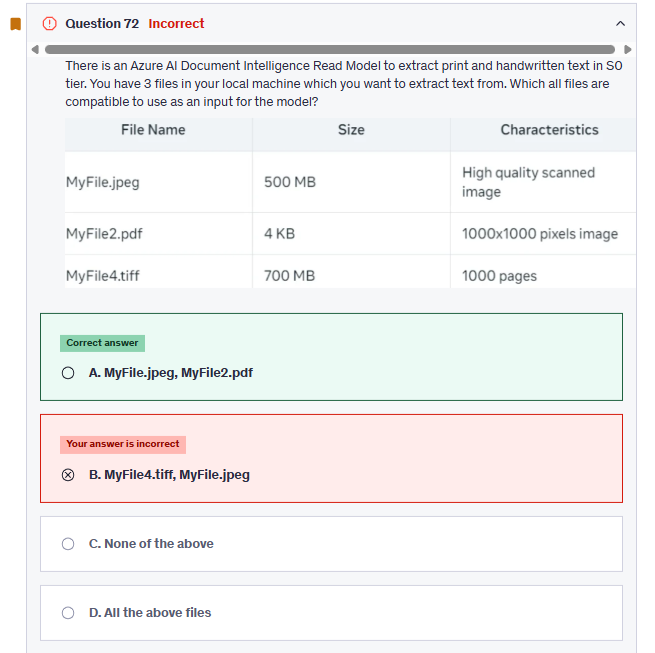 Question 72 Incorrect
There is an Azure AI Document Intelligence Read Model to extract print and handwritten text in S0
tier. You have 3 files in your local machine which you want to extract text from. Which all files are
compatible to use as an input for the model?
File Name Size Characteristics
MyFile.jpeg 500 MB High quality scanned
image
MyFile2.pdf 4 KB 1000x1000 pixels image
MyFile4.tiff 700 MB 1000 pages
Correct answer
A. MyFile.jpeg, MyFile2.pdf
Your answer is incorrect
B. MyFile4.tiff, MyFile.jpeg
C. None of the above
D. All the above files